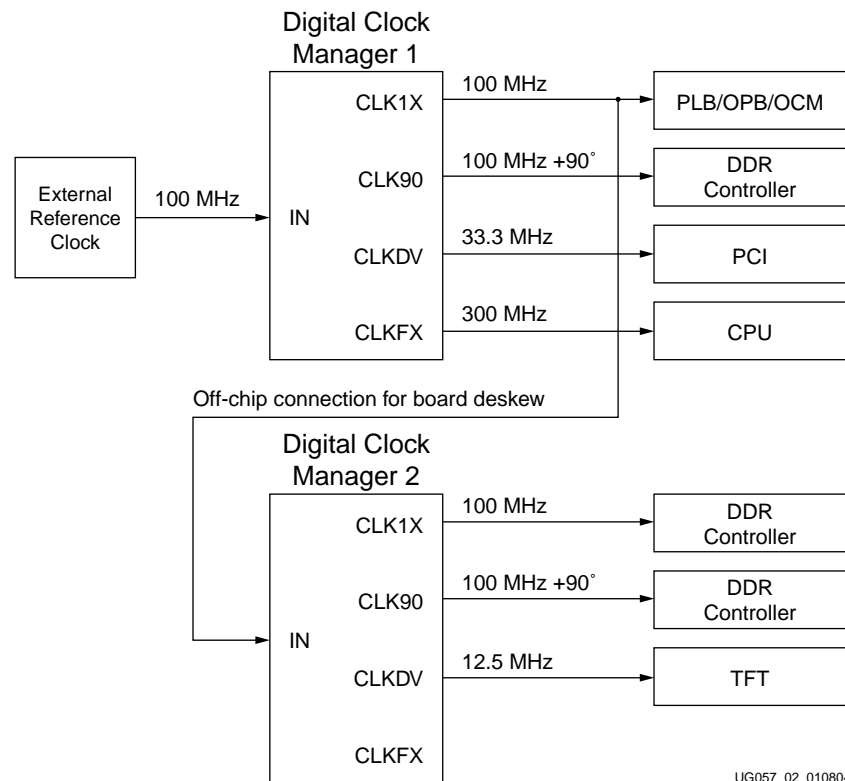 Digital Clock
Manager 1
CLK1X
100 MHz
PLB/OPB/OCM
CLK90
100 MHz +90°
DDR
Controller
External
Reference
Clock
100 MHz
IN
CLKDV
33.3 MHz
PCI
CLKFX
300 MHz
CPU
Off-chip connection for board deskew
Digital Clock
Manager 2
CLK1X
100 MHz
DDR
Controller
CLK90
100 MHz +90°
DDR
Controller
IN
CLKDV
12.5 MHz
TFT
CLKFX
UG057_02_010804